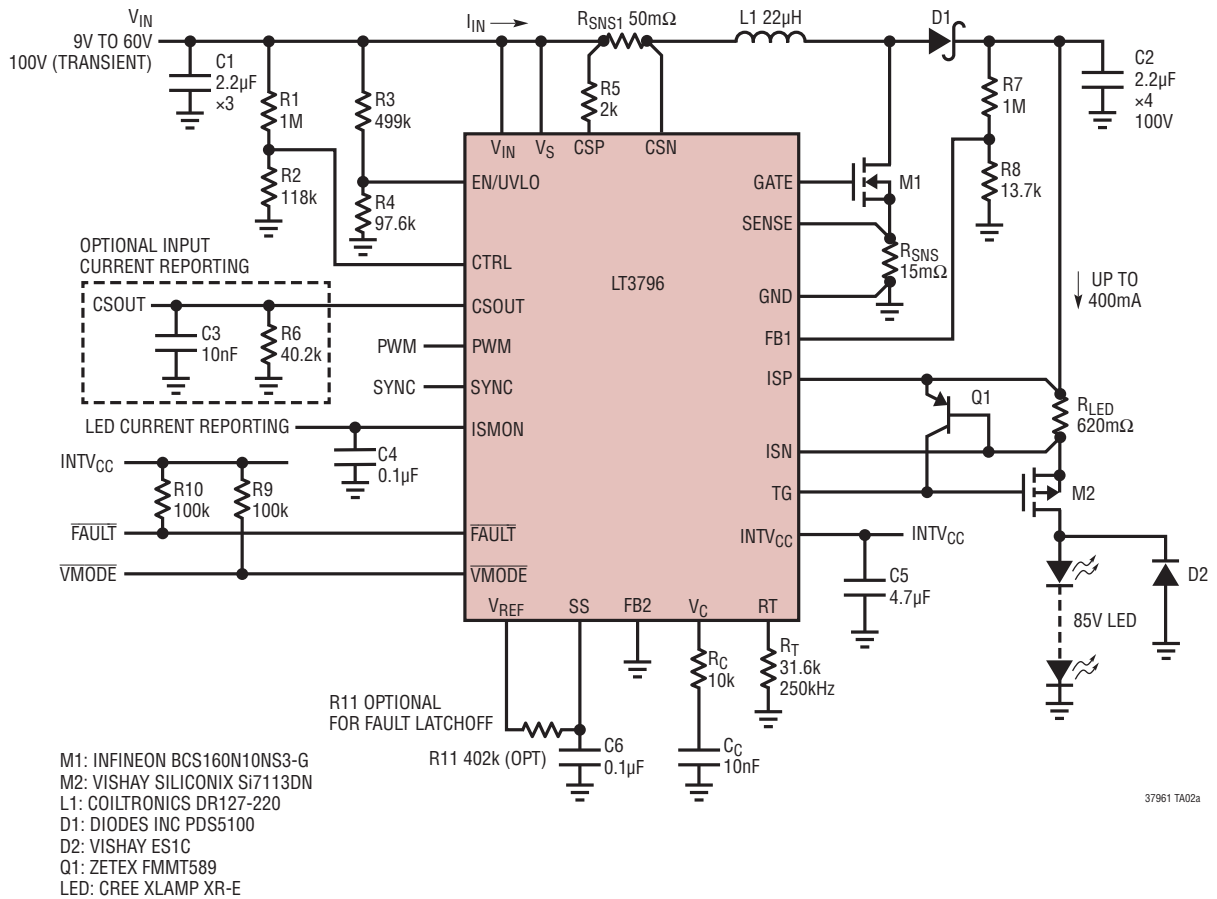 VIN
9V TO 60V
100V (TRANSIENT)
IIN
RSNS1 50mΩ
L1 22µH
D1
C1
2.2µF
×3
R1
1M
R3
499k
R5
2k
R7
1M
C2
2.2µF
×4
100V
R2
118k
R4
97.6k
VIN
VS
CSP
CSN
EN/UVLO
GATE
M1
R8
13.7k
SENSE
RSNS
15mΩ
OPTIONAL INPUT
CURRENT REPORTING
CTRL
LT3796
GND
UP TO
400mA
CSOUT
CSOUT
C3
10nF
R6
40.2k
FB1
PWM
PWM
SYNC
SYNC
ISP
Q1
RLED
620mΩ
LED CURRENT REPORTING
ISMON
ISN
C4
0.1µF
INTVCC
R10
100k
R9
100k
TG
M2
FAULT
FAULT
INTVCC
INTVCC
VMODE
VMODE
C5
4.7µF
D2
85V LED
VREF
SS
FB2
VC
RT
RC
10k
RT
31.6k
250kHz
R11 OPTIONAL
FOR FAULT LATCHOFF
R11 402k (OPT)
C6
0.1µF
CC
10nF
M1: INFINEON BCS160N10NS3-G
M2: VISHAY SILICONIX Si7113DN
L1: COILTRONICS DR127-220
D1: DIODES INC PDS5100
D2: VISHAY ES1C
Q1: ZETEX FMMT589
LED: CREE XLAMP XR-E
37961 TA02a